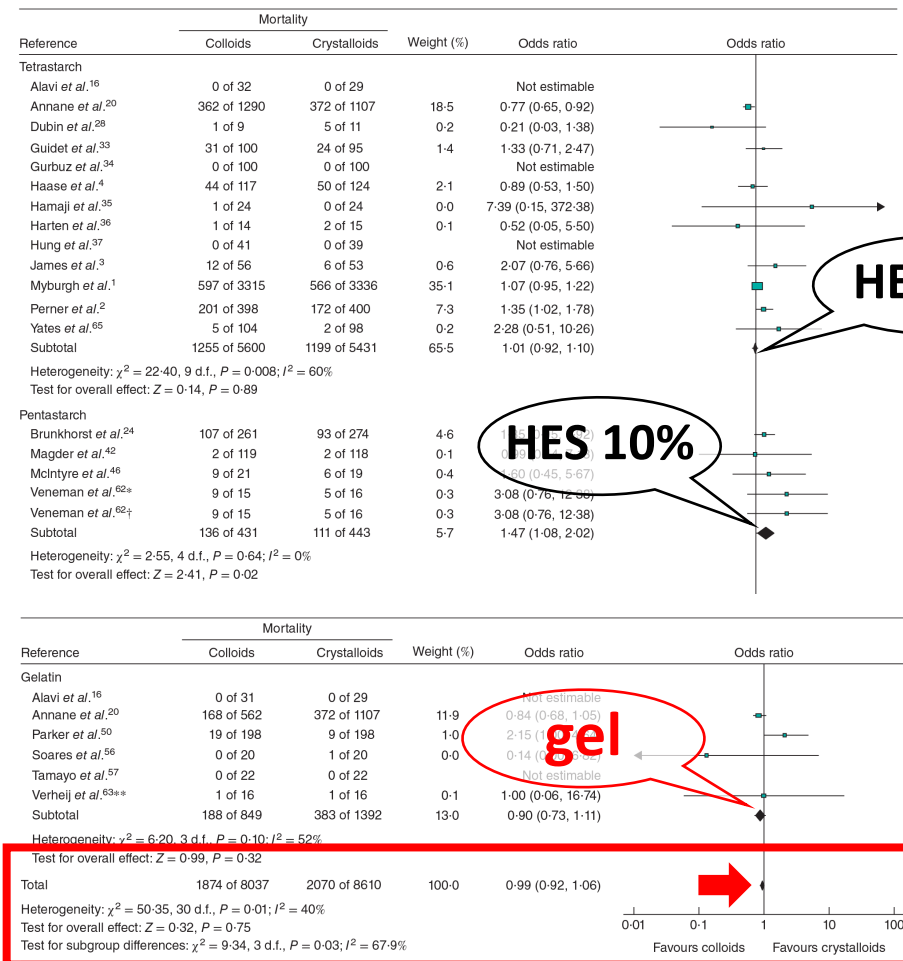 Mortality
Reference Colloids Crystalloids Weight (%) Odds ratio Odds ratio
Tetrastarch
Alavi et al.16 0 of 32 0 of 29 Not estimable
Annane et al.20 362 of 1290 372 of 1107 18·5 0·77 (0·65, 0·92)
Dubin et al.28 1 of 9 5 of 11 0·2 0·21 (0·03, 1·38)
Guidet et al.33 31 of 100 24 of 95 1·4 1·33 (0·71, 2·47)
Gurbuz et al.34 0 of 100 0 of 100 Not estimable
Haase et al.4 44 of 117 50 of 124 2·1 0·89 (0·53, 1·50)
Hamaji et al.35 1 of 24 0 of 24 0·0 7·39 (0·15, 372·38)
Harten et al.36 1 of 14 2 of 15 0·1 0·52 (0·05, 5·50)
Hung et al.37 0 of 41 0 of 39 Not estimable
James et al.3 12 of 56 6 of 53 0·6 2·07 (0·76, 5·66)
HE
Myburgh et al.1 597 of 3315 566 of 3336 35·1 1·07 (0·95, 1·22)
Perner et al.2 201 of 398 172 of 400 7·3 1·35 (1·02, 1·78)
Yates et al.65 5 of 104 2 of 98 0·2 2·28 (0·51, 10·26)
Subtotal 1255 of 5600 1199 of 5431 65·5 1·01 (0·92, 1·10)
Heterogeneity: χ2 = 22·40, 9 d.f., P = 0·008; I2 = 60%
Test for overall effect: Z = 0·14, P = 0·89
Pentastarch
Brunkhorst et al.24 107 of 261 93 of 274 4·6
HES 10%
Magder et al.42 2 of 119 2 of 118 0·1
McIntyre et al.46 9 of 21 6 of 19 0·4 1·60 (0·45, 5·67)
Veneman et al.62* 9 of 15 5 of 16 0·3 3·08 (0·76, 12·38)
Veneman et al.62† 9 of 15 5 of 16 0·3 3·08 (0·76, 12·38)
Subtotal 136 of 431 111 of 443 5·7 1·47 (1·08, 2·02)
Heterogeneity: χ2 = 2·55, 4 d.f., P = 0·64; I2 = 0%
Test for overall effect: Z = 2·41, P = 0·02
Mortality
Reference Colloids Crystalloids Weight (%) Odds ratio Odds ratio
Gelatin
Alavi et al.16 0 of 31 0 of 29 Not estimable
Annane et al.20 168 of 562 372 of 1107 11·9 0·84 (0·68, 1·05)
Parker et al.50 19 of 198 9 of 198 1·0 2·15
gel
Soares et al.56 0 of 20 1 of 20 0·0 0·14
Tamayo et al.57 0 of 22 0 of 22 Not estimable
Verheij et al.63** 1 of 16 1 of 16 0·1 1·00 (0·06, 16·74)
Subtotal 188 of 849 383 of 1392 13·0 0·90 (0·73, 1·11)
Heterogeneity: χ2 = 6·20, 3 d.f., P = 0·10; I2 = 52%
Test for overall effect: Z = 0·99, P = 0·32
Total 1874 of 8037 2070 of 8610 100·0 0·99 (0·92, 1·06)
Heterogeneity: χ2 = 50·35, 30 d.f., P = 0·01; I2 = 40%
Test for overall effect: Z = 0·32, P = 0·75
Test for subgroup differences: χ2 = 9·34, 3 d.f., P = 0·03; I2 = 67·9%
0·01 0·1 1 10 100
Favours colloids Favours crystalloids